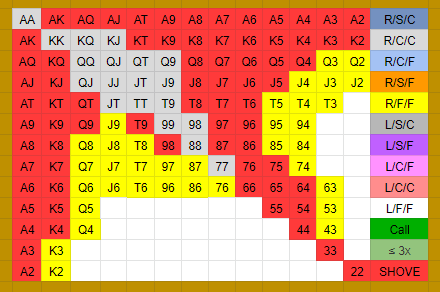 AA AK AQ AJ AT A9 A8 A7 A6 A5 A4 A3 A2 R/S/C
AK KK KQ KJ KT K9 K8 K7 K6 K5 K4 K3 K2 R/C/C
AQ KQ QQ QJ QT Q9 Q8 Q7 Q6 Q5 Q4 Q3 Q2 R/C/F
AJ KJ QJ JJ JT J9 J8 J7 J6 J5 J4 J3 J2 R/S/F
AT KT QT JT TT T9 T8 T7 T6 T5 T4 T3 R/F/F
A9 K9 Q9 J9 T9 99 98 97 96 95 94 L/S/C
A8 K8 Q8 J8 T8 98 88 87 86 85 84 L/S/F
A7 K7 Q7 J7 T7 97 87 77 76 75 74 L/C/F
A6 K6 Q6 J6 T6 96 86 76 66 65 64 63 L/C/C
A5 K5 Q5 55 54 53 L/F/F
A4 K4 Q4 44 43 Call
A3 K3 33 ≤ 3x
A2 K2 22 SHOVE